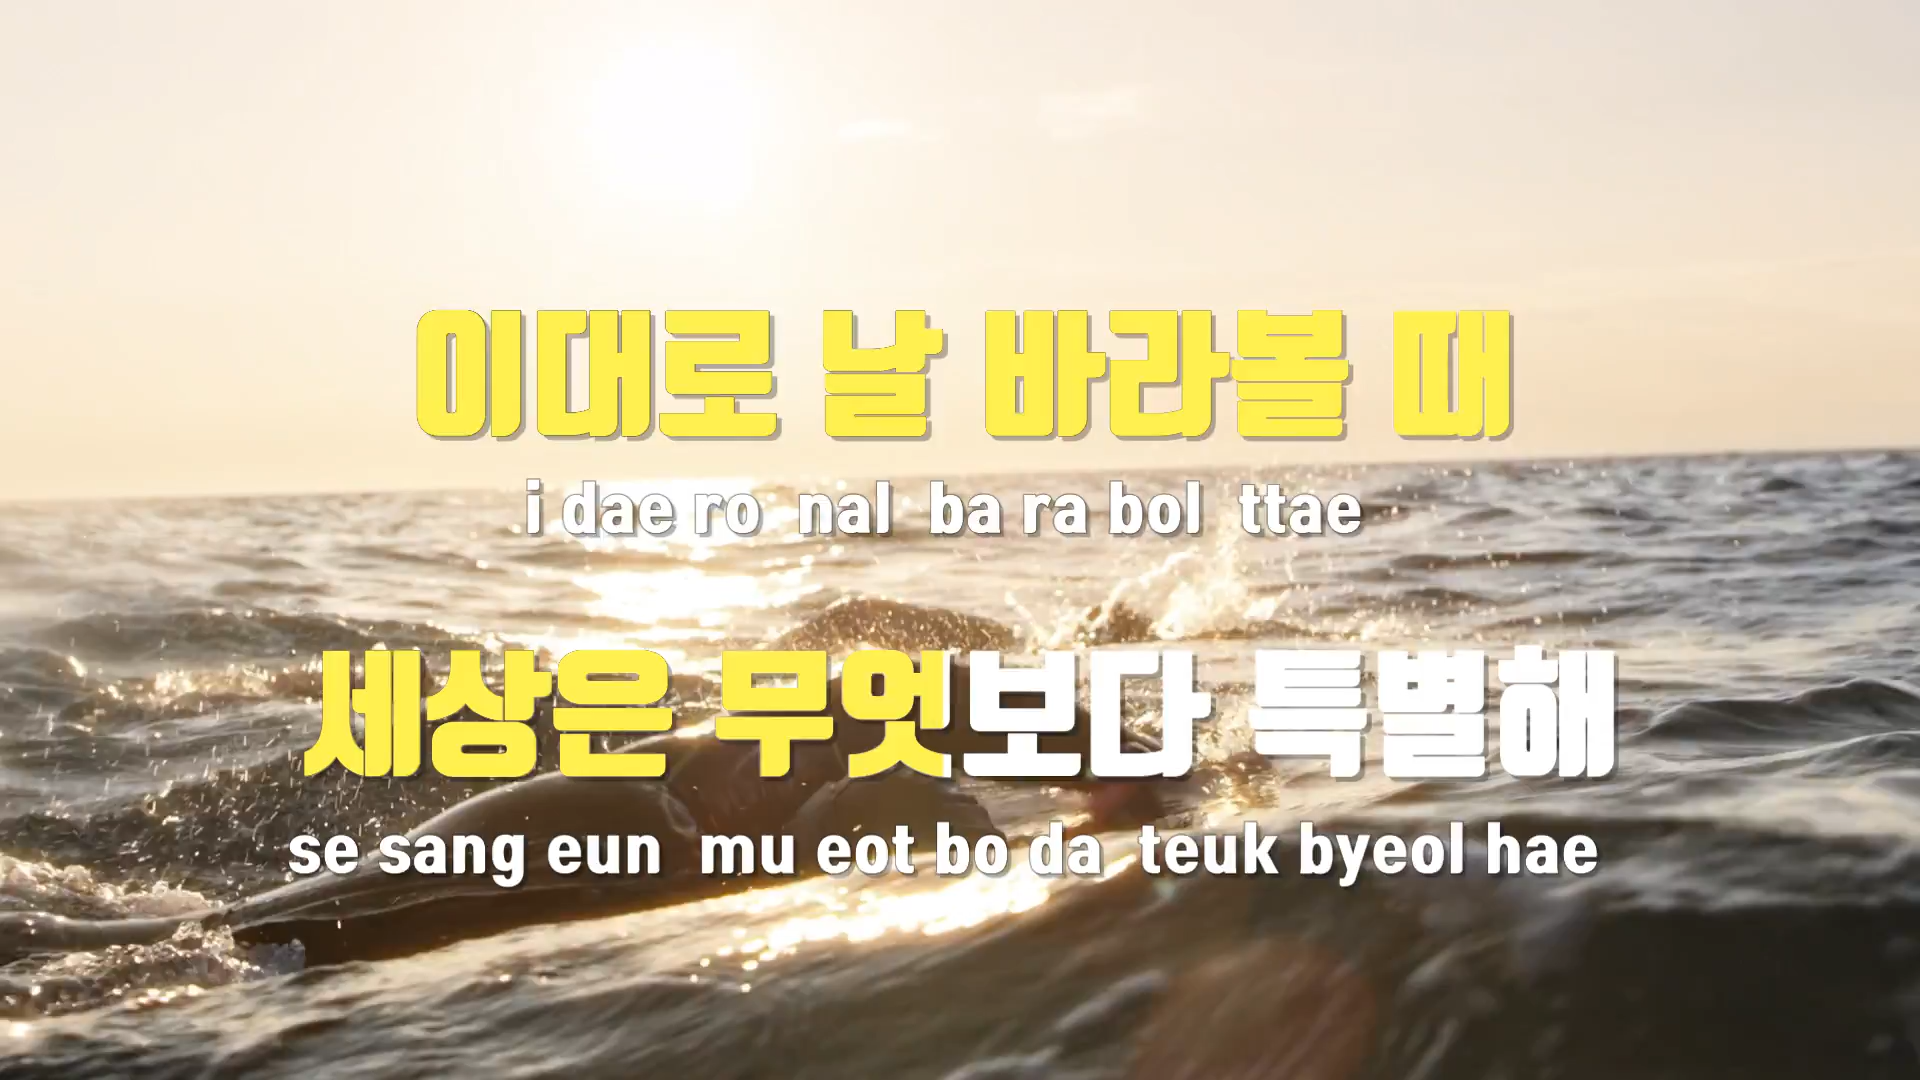 이대로 날 바라볼 때
i dae ro nal ba ra bol ttae
세상은 무엇보다 특별해
se sang eun mu eot bo da teuk byeol hae